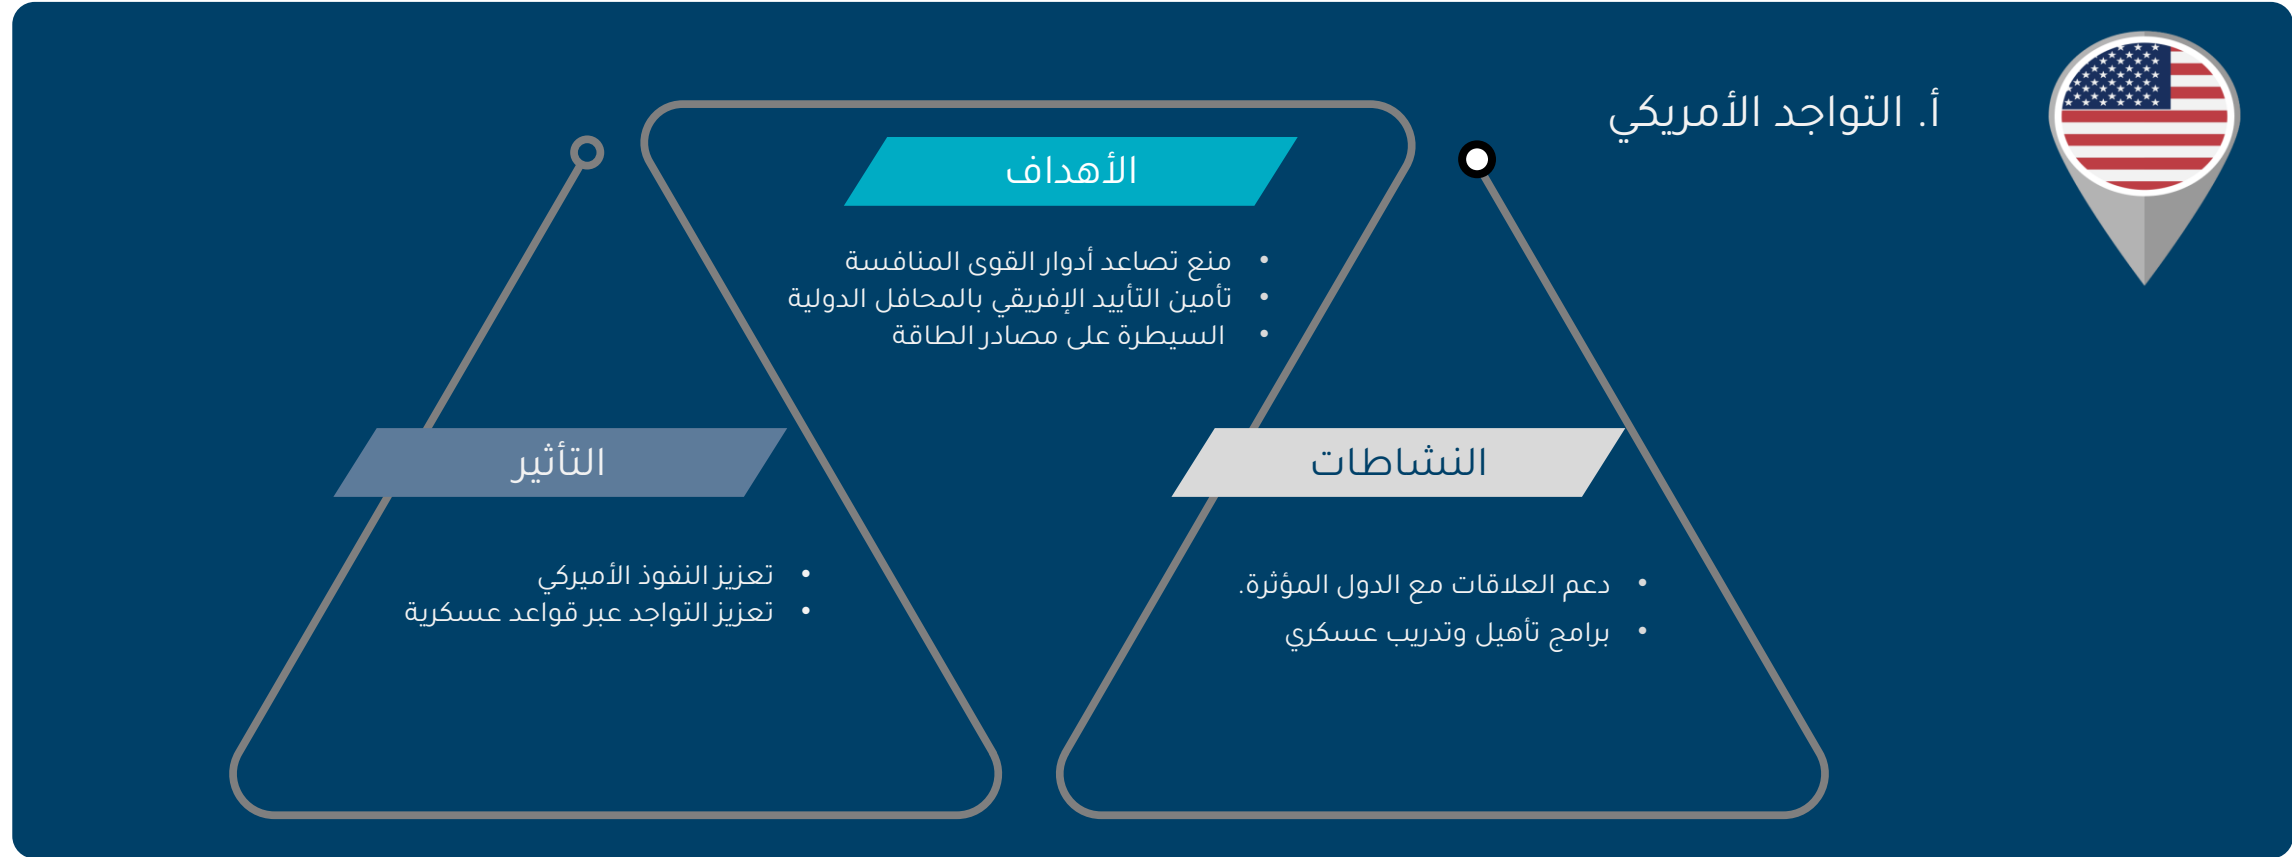 أ. التواجد الأمريكي
الأهداف
• منع تصاعد أدوار القوى المنافسة
• تأمين التأييد الإفريقي بالمحافل الدولية
• السيطرة على مصادر الطاقة
النشاطات
• دعم العلاقات مع الدول المؤثرة.
• برامج تأهيل وتدريب عسكري
التأثير
• تعزيز النفوذ الأميركي
• تعزيز التواجد عبر قواعد عسكرية